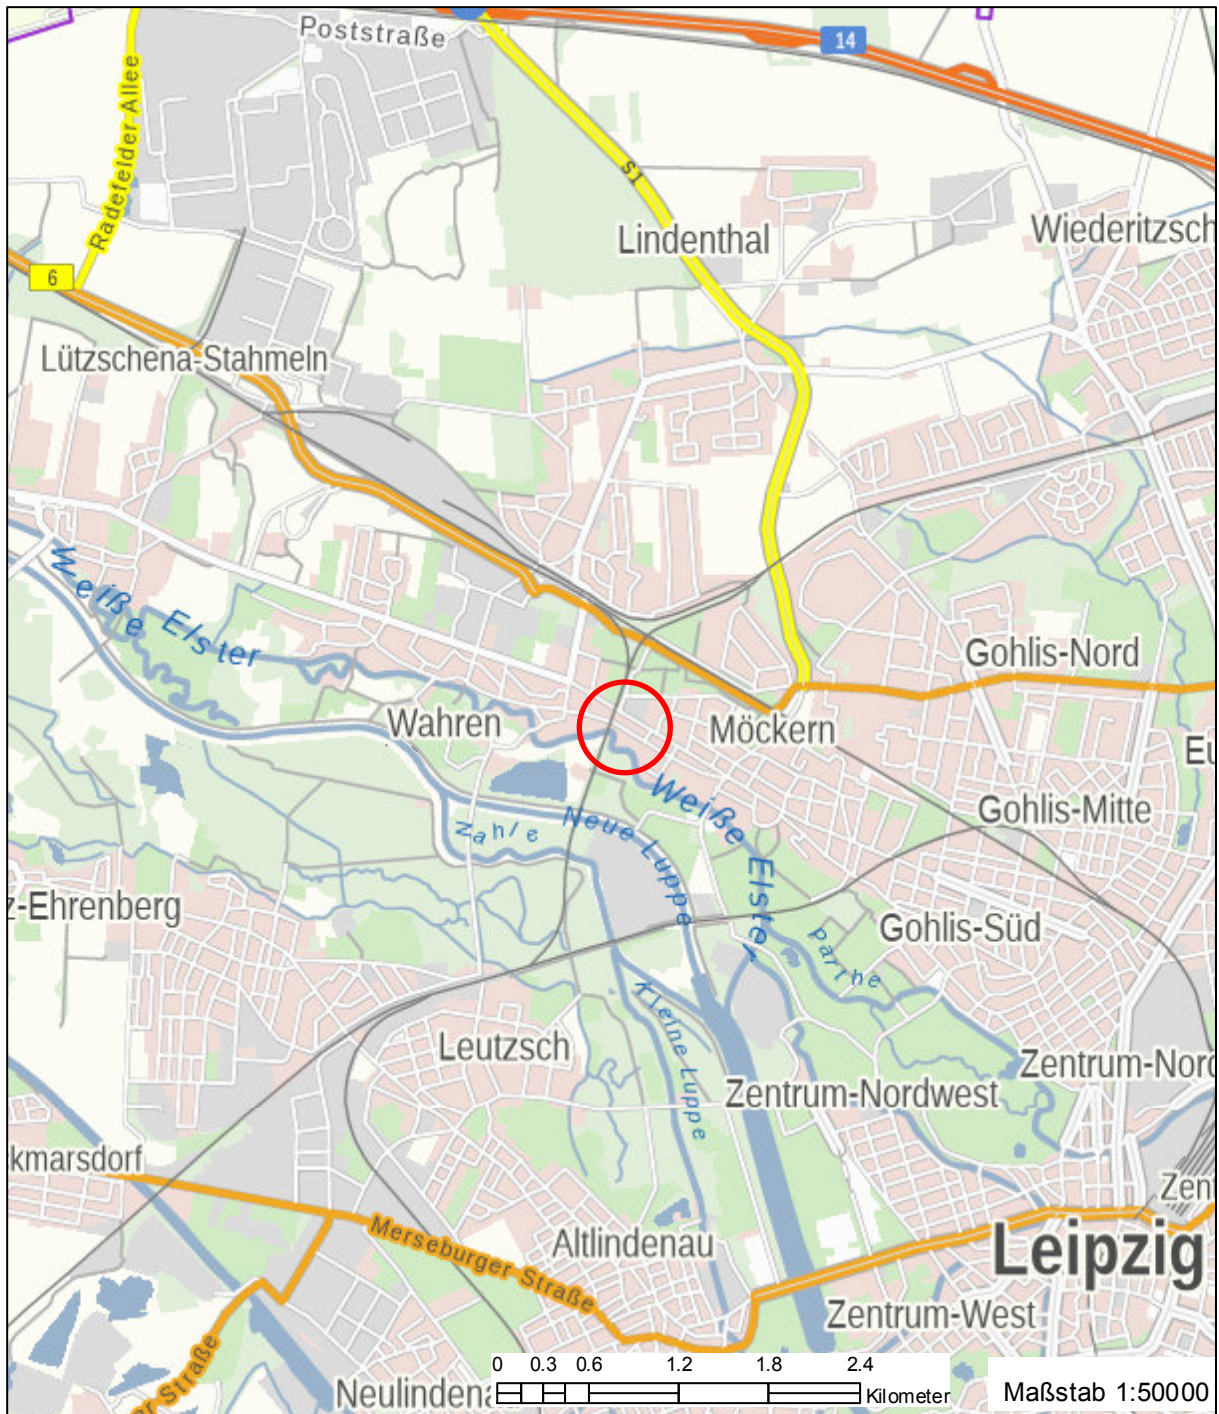 Poststraße
14
Radefelder-Allee
S1
Lindenthal
Wiederitzsch
6
Lützschena-Stahmeln
Weiße Elster
Gohlis-Nord
Wahren
Möckern
Eu
Weiße Elster
Gohlis-Mitte
Zahle
Neue Luppe
z-Ehrenberg
Gohlis-Süd
Parthe
Kleine Luppe
Leutzsch
Zentrum-Nord
Zentrum-Nordwest
kmarsdorf
Zent
Merseburger Straße
Altlindenau
Leipzig
Zentrum-West
er Straße
Neulindena
0 0.3 0.6 1.2 1.8 2.4
Kilometer
Maßstab 1:50000